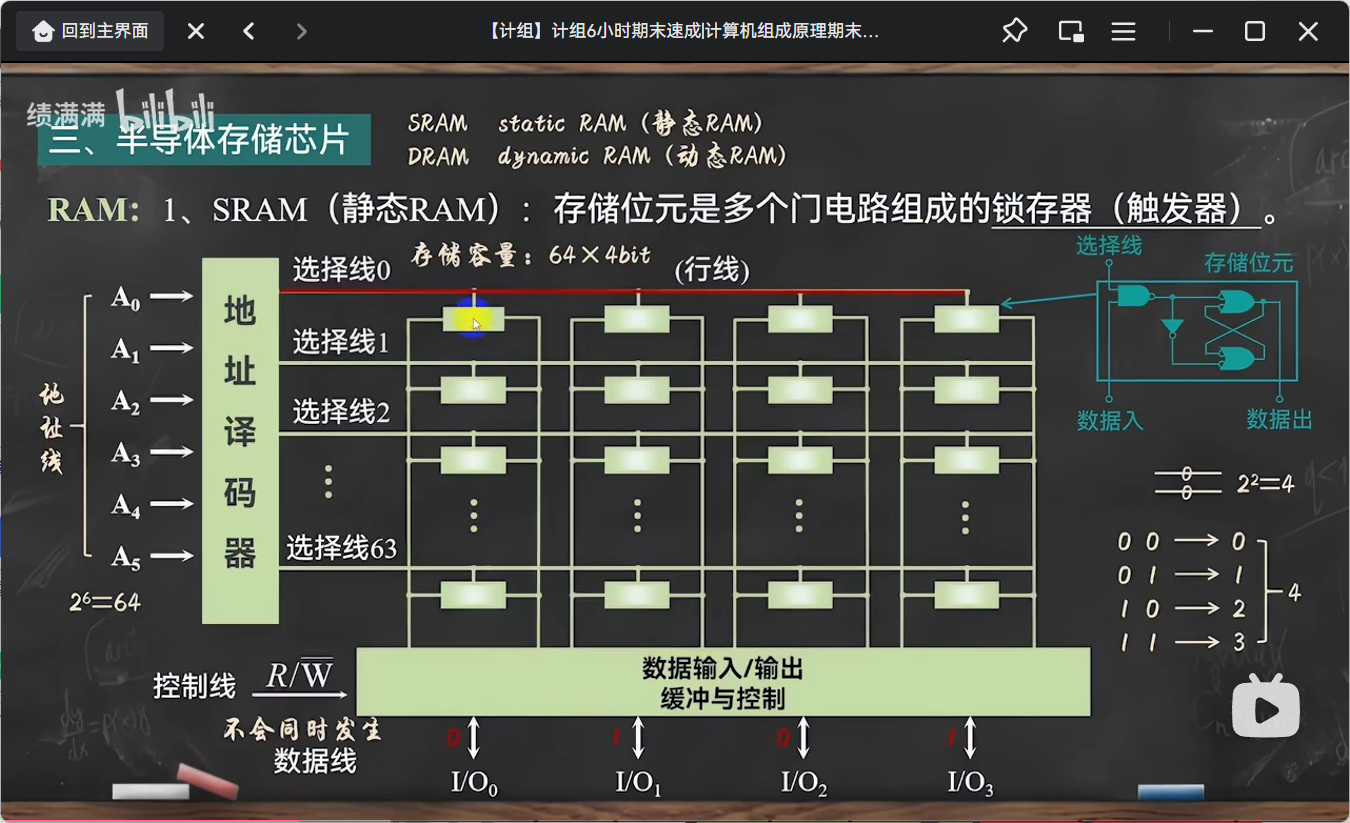 回到主界面
【计组】计组6小时期末速成|计算机组成原理期末…
绩满满 bilibili
三、半导体存储芯片
SRAM static RAM (静态RAM)
DRAM dynamic RAM (动态RAM)
RAM: 1、SRAM（静态RAM）: 存储位元是多个门电路组成的锁存器（触发器）。
存储容量: 64×4bit
(行线)
选择线0
选择线1
选择线2
选择线63
地址线
A0
A1
A2
A3
A4
A5
2⁶=64
地址译码器
选择线
存储位元
数据入
数据出
2²=4
0 0 → 0
0 1 → 1
1 0 → 2
1 1 → 3
4
控制线 R/W̅
不会同时发生
数据输入/输出
缓冲与控制
数据线
0 1 0 1
I/O0 I/O1 I/O2 I/O3